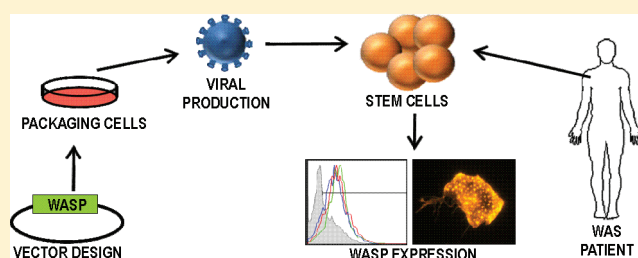 VIRAL
PRODUCTION
STEM CELLS
PACKAGING CELLS
WASP
VECTOR DESIGN
WASP EXPRESSION
WAS
PATIENT